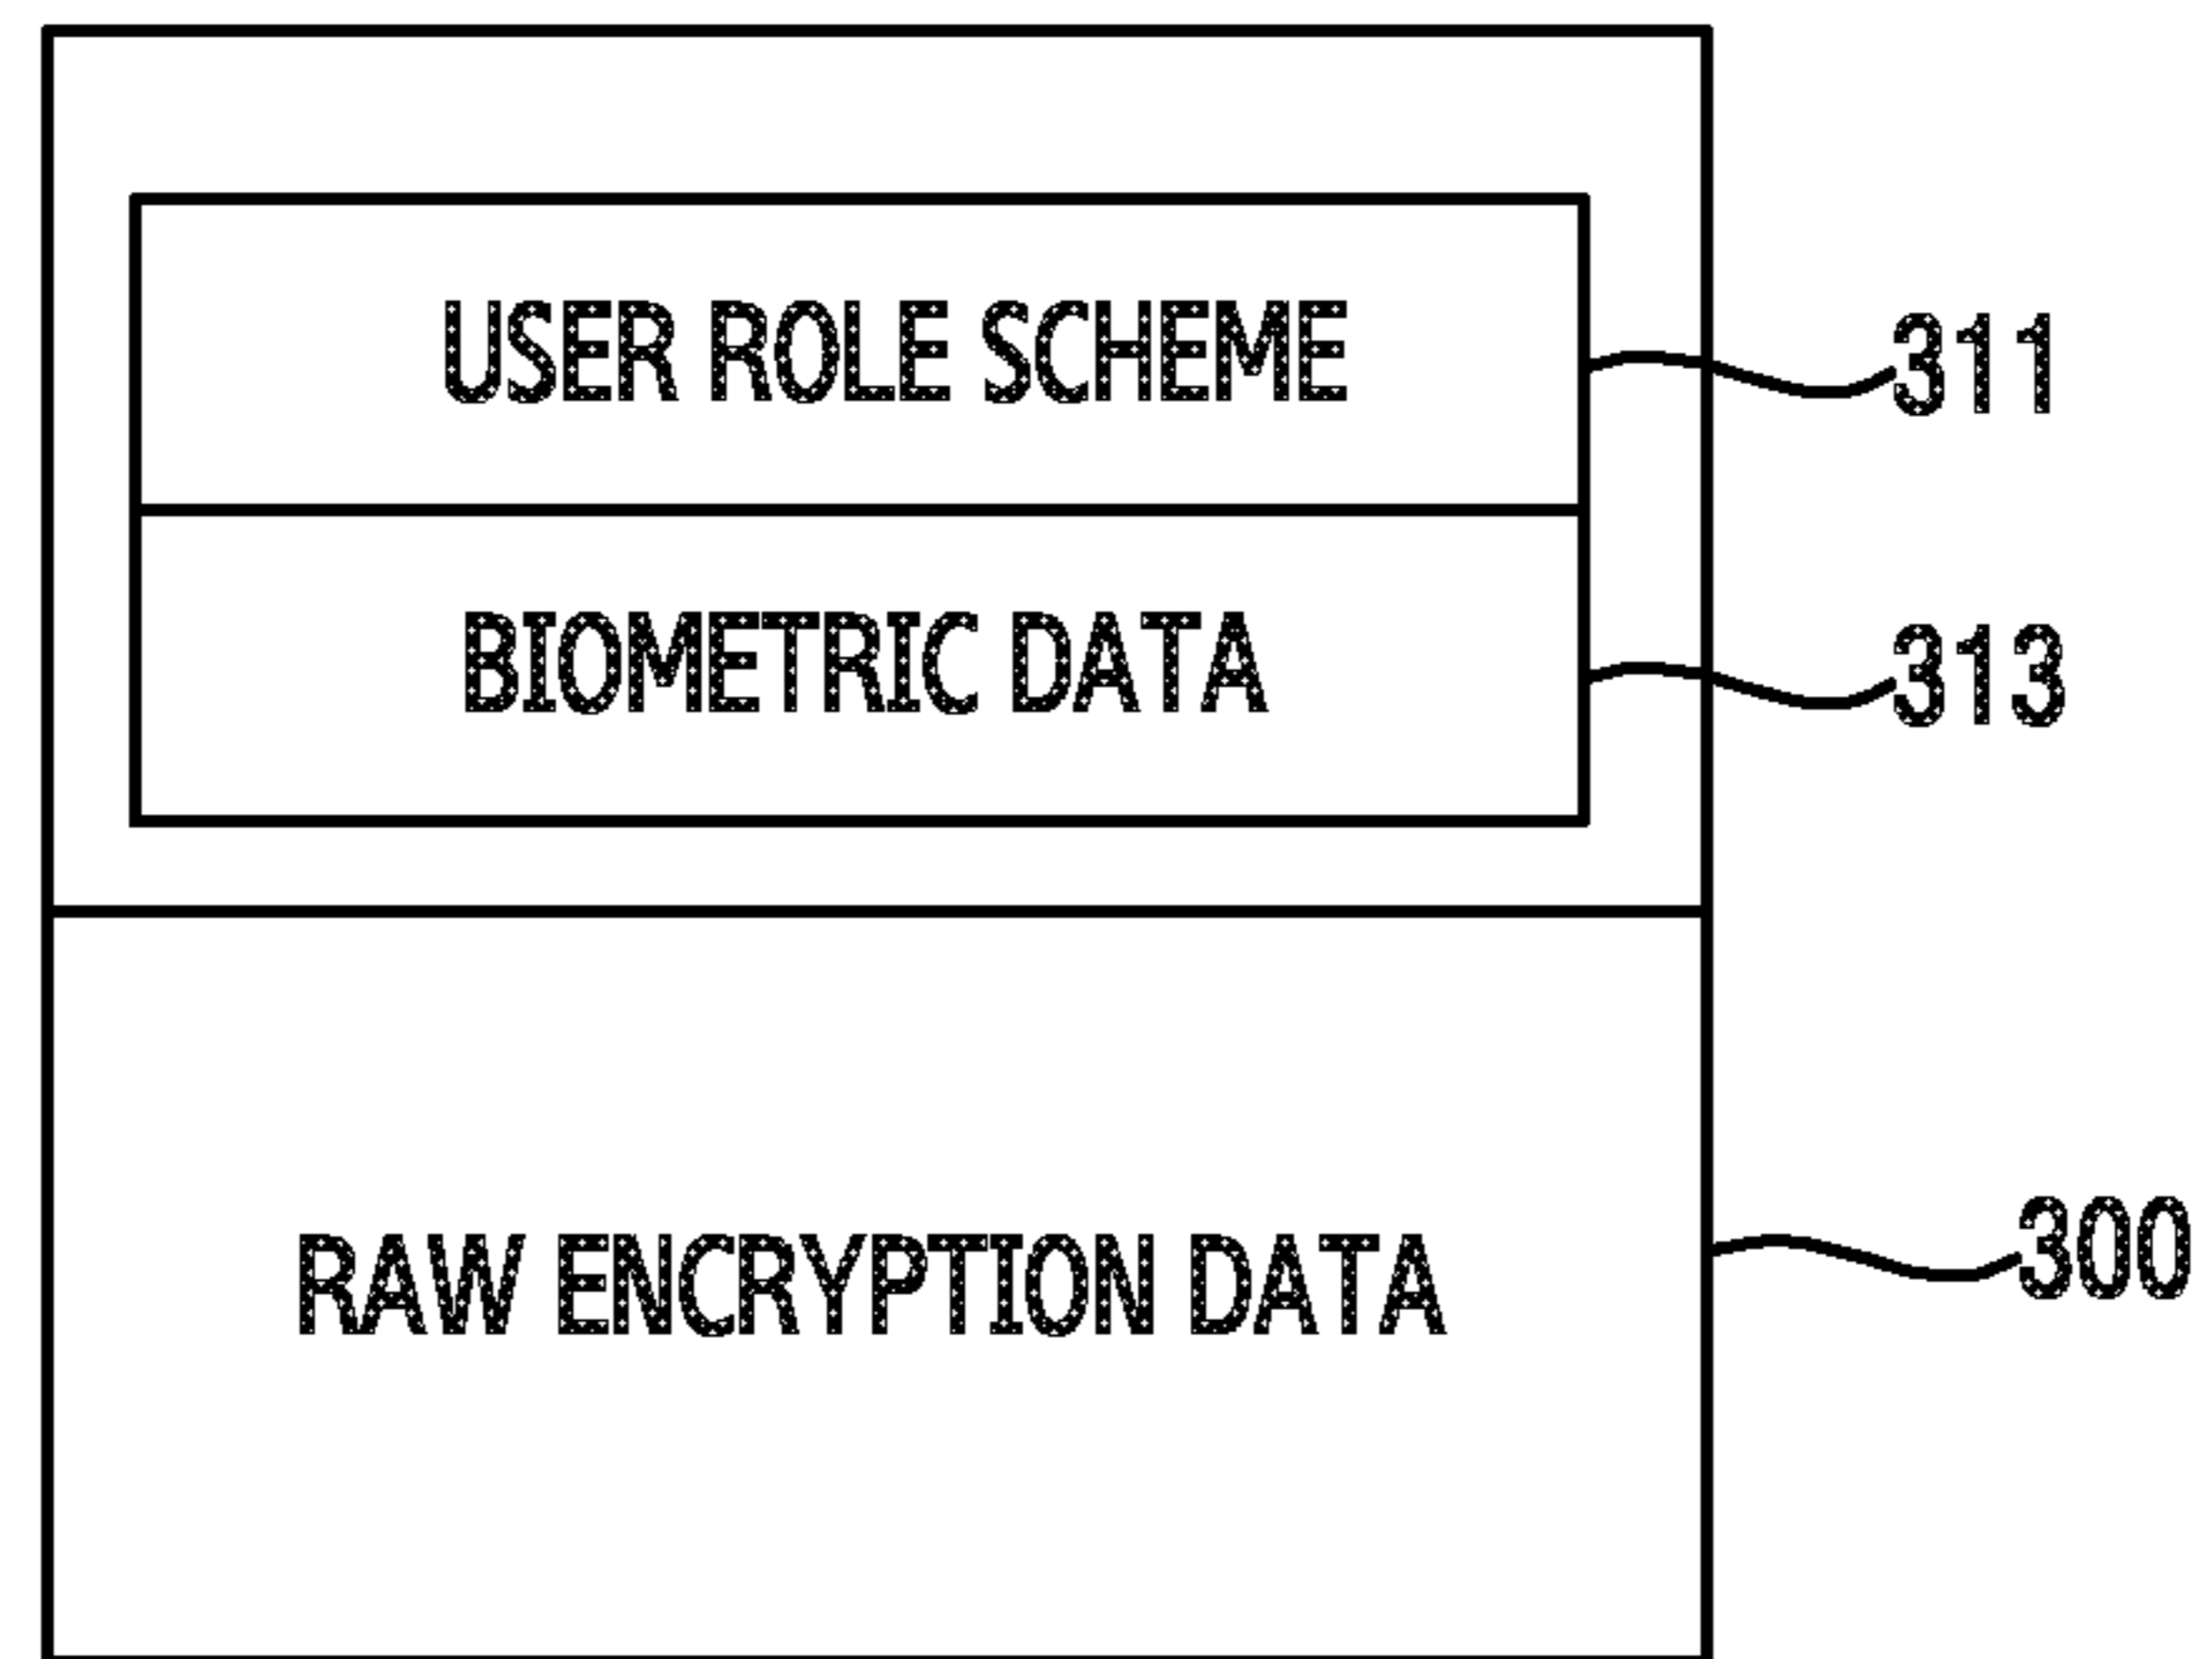 USER ROLE SCHEME 311
BIOMETRIC DATA 313
RAW ENCRYPTION DATA 300